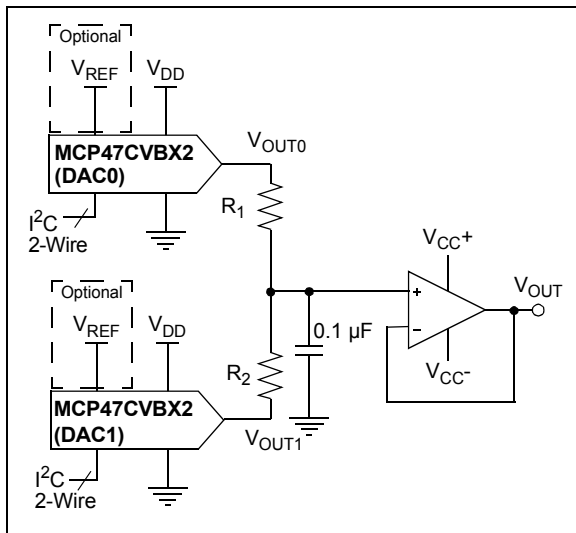 Optional
VREF
VDD
MCP47CVBX2
(DAC0)
I2C
2-Wire
VOUT0
R1
Optional
VREF
VDD
MCP47CVBX2
(DAC1)
I2C
2-Wire
VOUT1
R2
0.1 µF
VCC+
+
–
VCC-
VOUT